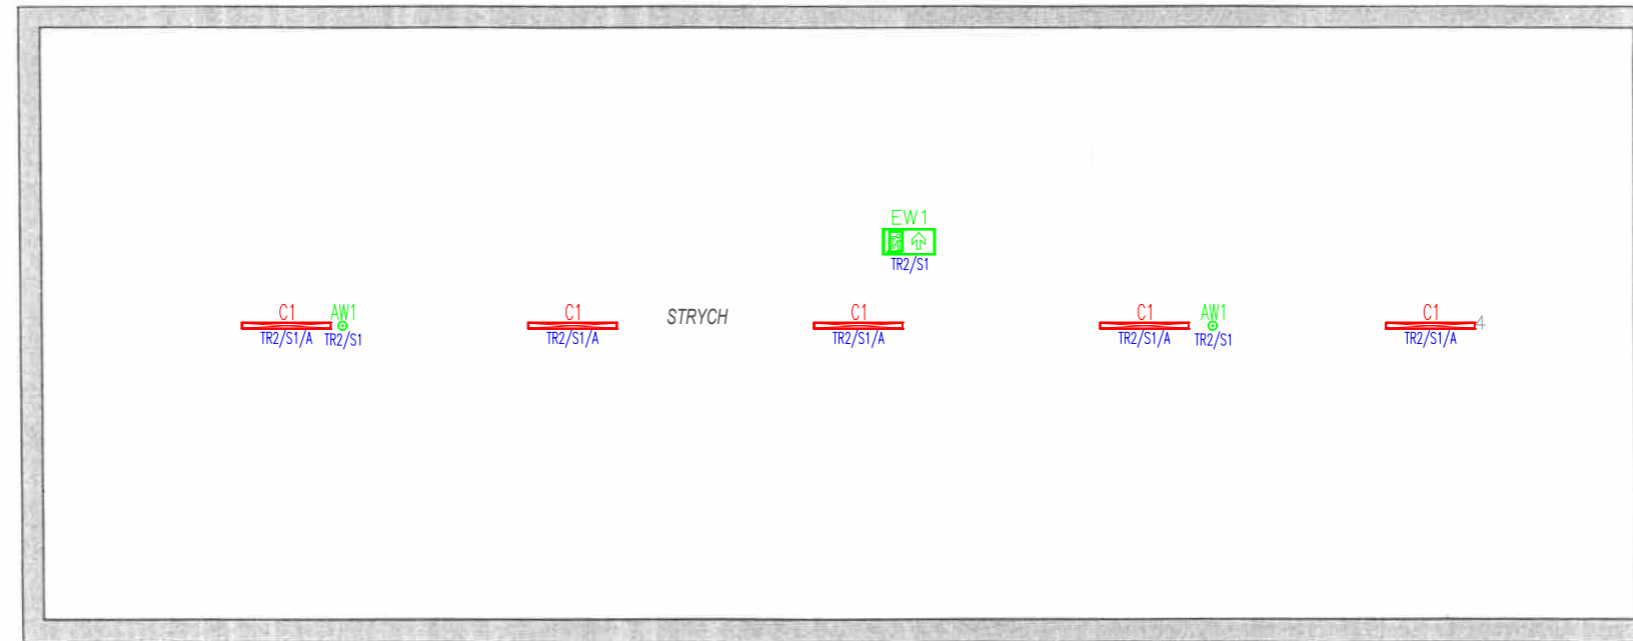 EW1
TR2/S1
C1 AW1 C1 STRYCH C1 C1 AW1 C1
4
TR2/S1/A TR2/S1 TR2/S1/A TR2/S1/A TR2/S1/A TR2/S1 TR2/S1/A